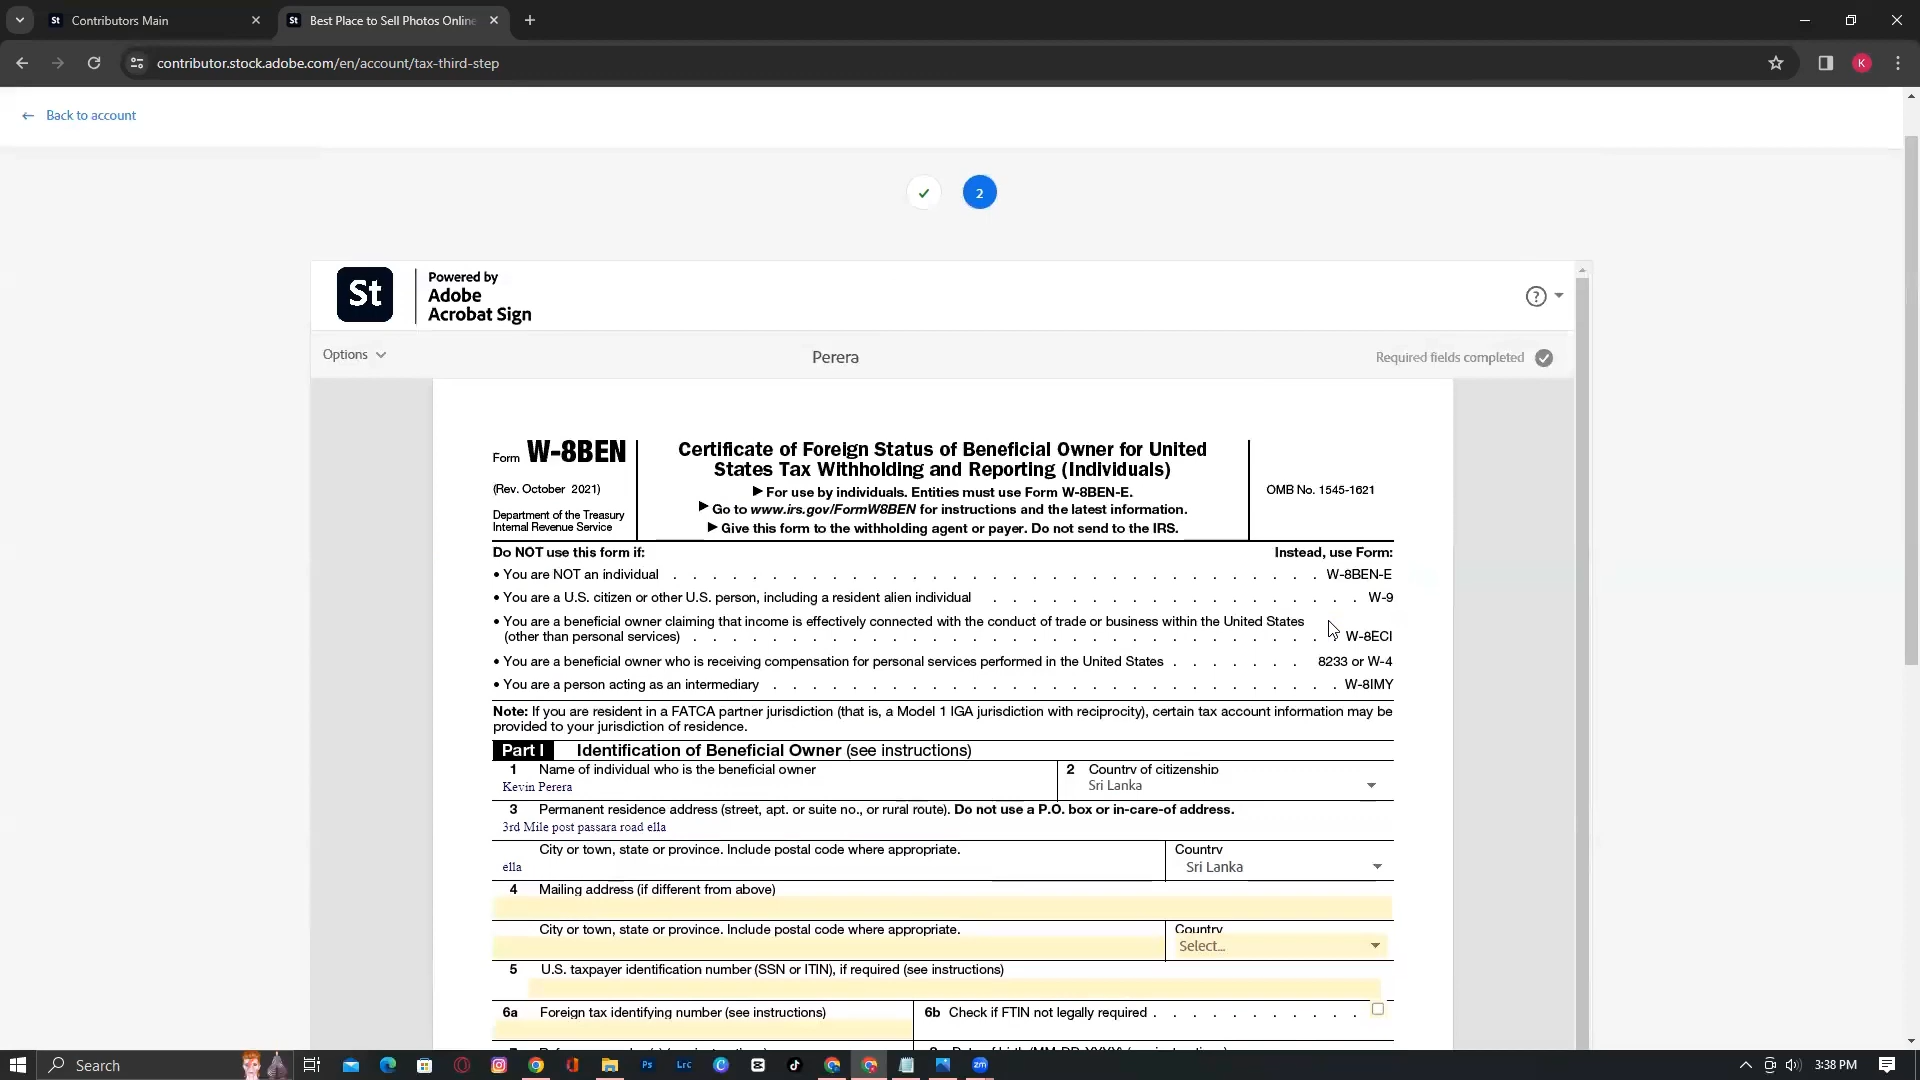 St Contributors Main
St Best Place to Sell Photos Online
contributor.stock.adobe.com/en/account/tax-third-step
K
← Back to account
2
St
Powered by
Adobe
Acrobat Sign
Options
Perera
Required fields completed
Form W-8BEN
(Rev. October 2021)
Department of the Treasury
Internal Revenue Service
Certificate of Foreign Status of Beneficial Owner for United
States Tax Withholding and Reporting (Individuals)
▶ For use by individuals. Entities must use Form W-8BEN-E.
▶ Go to www.irs.gov/FormW8BEN for instructions and the latest information.
▶ Give this form to the withholding agent or payer. Do not send to the IRS.
OMB No. 1545-1621
Do NOT use this form if: Instead, use Form:
• You are NOT an individual . . . . . . . . . . W-8BEN-E
• You are a U.S. citizen or other U.S. person, including a resident alien individual . . . . . . . . . . W-9
• You are a beneficial owner claiming that income is effectively connected with the conduct of trade or business within the United States
(other than personal services) . . . . . . . . . . W-8ECI
• You are a beneficial owner who is receiving compensation for personal services performed in the United States . . . . . . . 8233 or W-4
• You are a person acting as an intermediary . . . . . . . . . . W-8IMY
Note: If you are resident in a FATCA partner jurisdiction (that is, a Model 1 IGA jurisdiction with reciprocity), certain tax account information may be
provided to your jurisdiction of residence.
Part I Identification of Beneficial Owner (see instructions)
1 Name of individual who is the beneficial owner
Kevin Perera
2 Country of citizenship
Sri Lanka
3 Permanent residence address (street, apt. or suite no., or rural route). Do not use a P.O. box or in-care-of address.
3rd Mile post passara road ella
City or town, state or province. Include postal code where appropriate.
ella
Country
Sri Lanka
4 Mailing address (if different from above)
City or town, state or province. Include postal code where appropriate.
Country
Select...
5 U.S. taxpayer identification number (SSN or ITIN), if required (see instructions)
6a Foreign tax identifying number (see instructions)
6b Check if FTIN not legally required . . . . . . . . . .
Search
Ps
Lrc
zm
3:38 PM